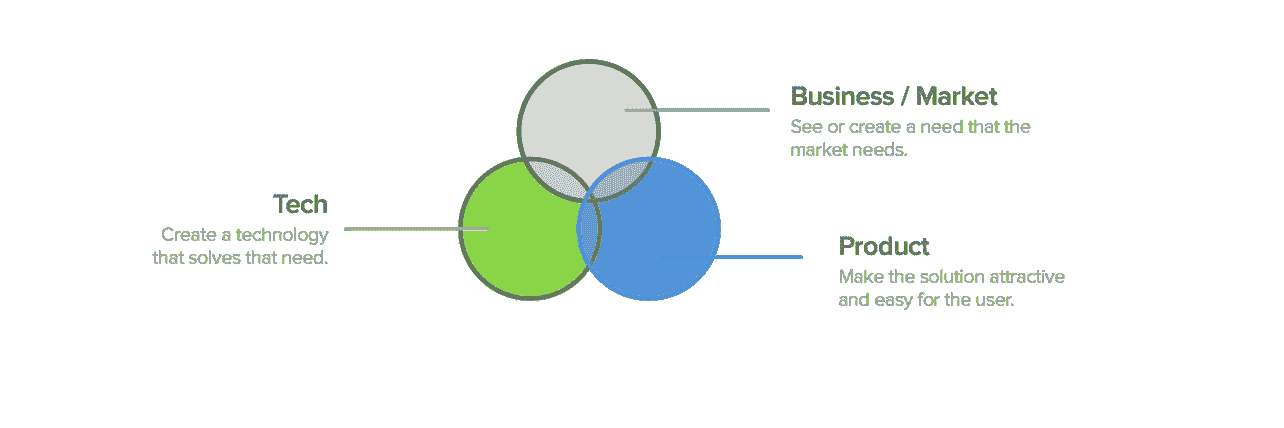 Business / Market
See or create a need that the
market needs.
Tech
Create a technology
that solves that need.
Product
Make the solution attractive
and easy for the user.